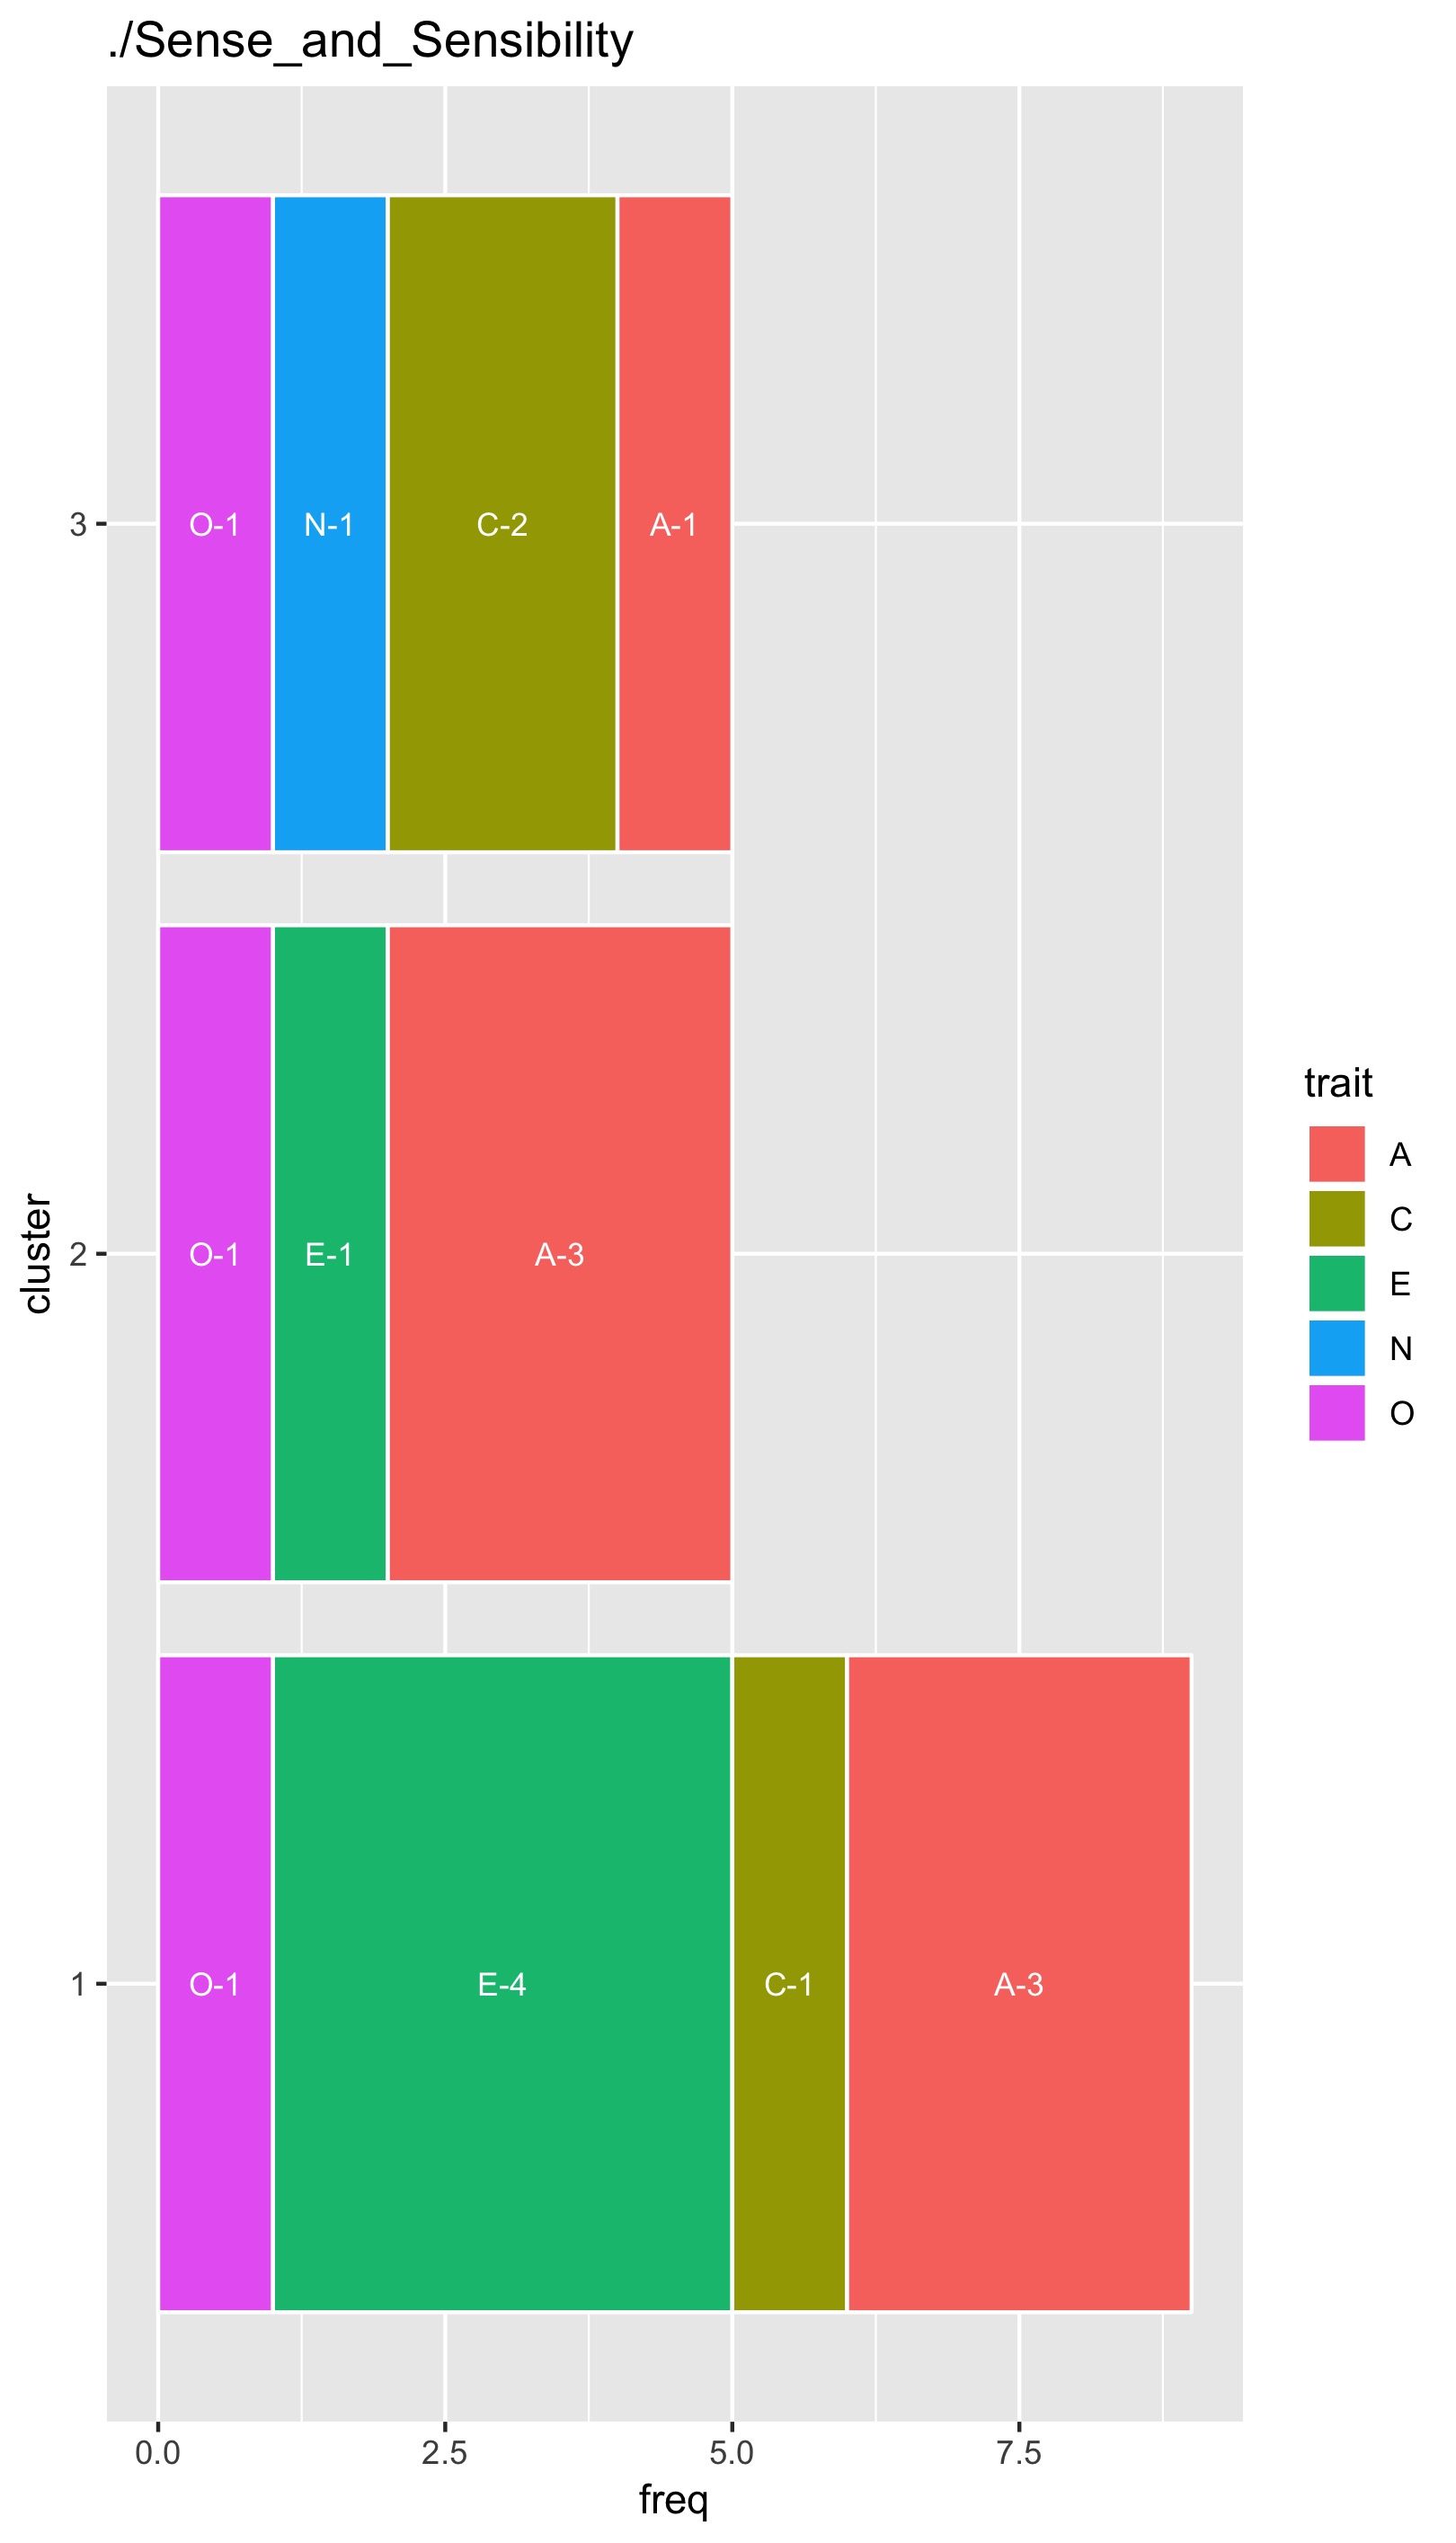 ./Sense_and_Sensibility
3
O-1 N-1 C-2 A-1
2
O-1 E-1 A-3
1
O-1 E-4 C-1 A-3
cluster
0.0 2.5 5.0 7.5
freq
trait
A
C
E
N
O